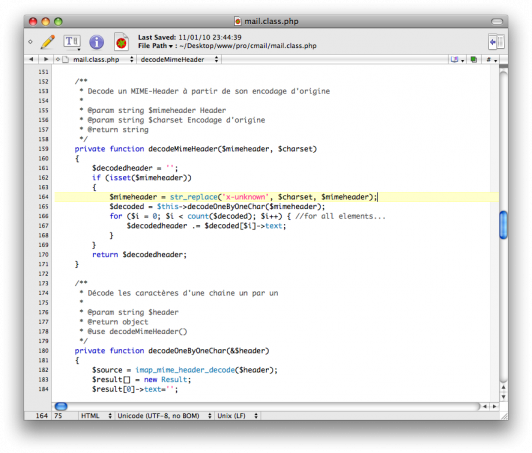 mail.class.php
Last Saved: 11/01/10 23:44:39
File Path ▾ : ~/Desktop/www/pro/cmail/mail.class.php
mail.class.php decodeMimeHeader
151
152 /**
153 * Decode un MIME-Header à partir de son encodage d'origine
154 *
155 * @param string $mimeheader Header
156 * @param string $charset Encodage d'origine
157 * @return string
158 */
159 private function decodeMimeHeader($mimeheader, $charset)
160 {
161 $decodedheader = '';
162 if (isset($mimeheader))
163 {
164 $mimeheader = str_replace('x-unknown', $charset, $mimeheader);
165 $decoded = $this->decodeOneByOneChar($mimeheader);
166 for ($i = 0; $i < count($decoded); $i++) { //for all elements...
167 $decodedheader .= $decoded[$i]->text;
168 }
169 }
170 return $decodedheader;
171 }
172
173 /**
174 * Décode les caractères d'une chaine un par un
175 *
176 * @param string $header
177 * @return object
178 * @use decodeMimeHeader()
179 */
180 private function decodeOneByOneChar(&$header)
181 {
182 $source = imap_mime_header_decode($header);
183 $result[] = new Result;
184 $result[0]->text='';
164 75 HTML Unicode (UTF-8, no BOM) Unix (LF)